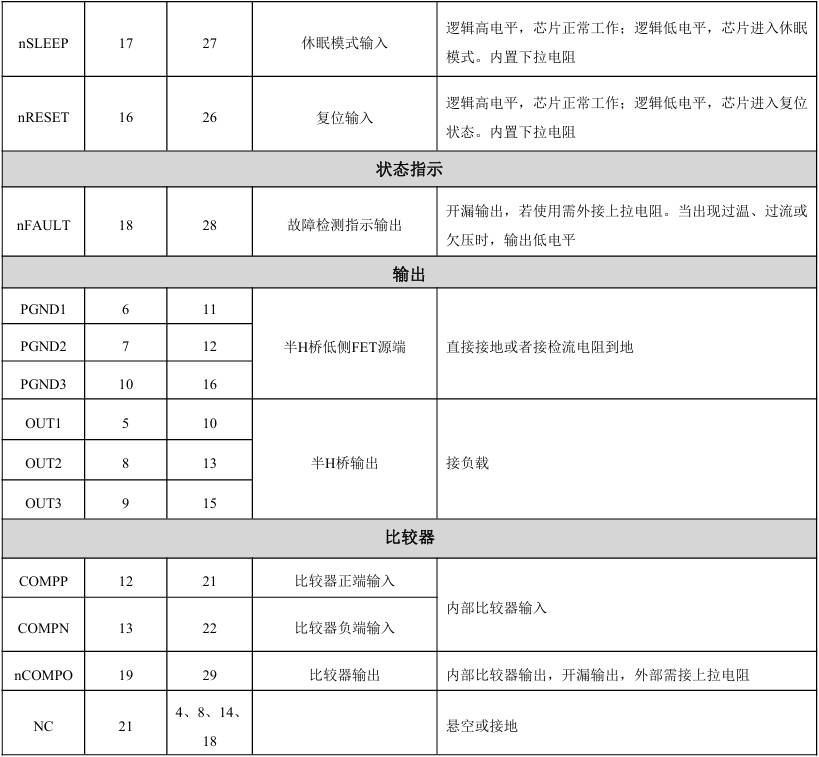 nSLEEP 17 27 休眠模式输入 逻辑高电平，芯片正常工作；逻辑低电平，芯片进入休眠
模式。内置下拉电阻
nRESET 16 26 复位输入 逻辑高电平，芯片正常工作；逻辑低电平，芯片进入复位
状态。内置下拉电阻
状态指示
nFAULT 18 28 故障检测指示输出 开漏输出，若使用需外接上拉电阻。当出现过温、过流或
欠压时，输出低电平
输出
PGND1 6 11
PGND2 7 12 半H桥低侧FET源端 直接接地或者接检流电阻到地
PGND3 10 16
OUT1 5 10
OUT2 8 13 半H桥输出 接负载
OUT3 9 15
比较器
COMPP 12 21 比较器正端输入
内部比较器输入
COMPN 13 22 比较器负端输入
nCOMPO 19 29 比较器输出 内部比较器输出，开漏输出，外部需接上拉电阻
NC 21 4、8、14、
18 悬空或接地